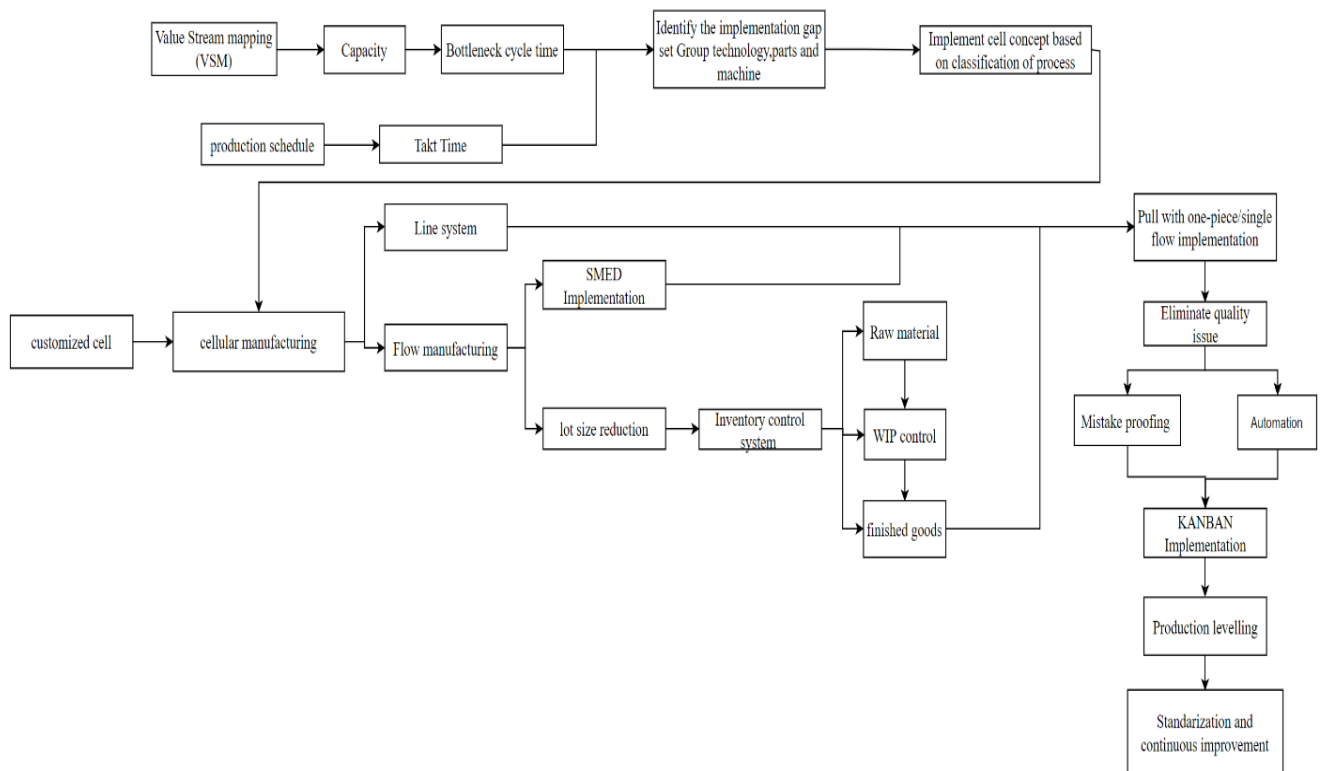 Value Stream mapping
(VSM)
Capacity
Bottleneck cycle time
Identify the implementation gap
set Group technology,parts and
machine
Implement cell concept based
on classification of process
production schedule
Takt Time
Line system
Pull with one-piece/single
flow implementation
SMED
Implementation
customized cell
cellular manufacturing
Flow manufacturing
Raw material
Eliminate quality
issue
lot size reduction
Inventory control
system
WIP control
Mistake proofing
Automation
finished goods
KANBAN
Implementation
Production levelling
Standarization and
continuous improvement